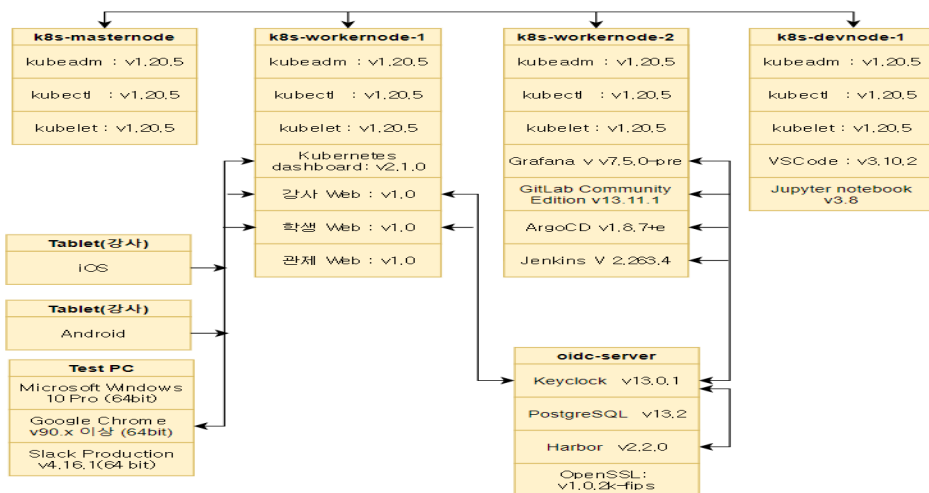 k8s-masternode
kubeadm : v1.20.5
kubectl : v1.20.5
kubelet : v1.20.5
k8s-workernode-1
kubeadm : v1.20.5
kubectl : v1.20.5
kubelet : v1.20.5
Kubernetes
dashboard: v2.1.0
강사 Web : v1.0
학생 Web : v1.0
관제 Web : v1.0
k8s-workernode-2
kubeadm : v1.20.5
kubectl : v1.20.5
kubelet : v1.20.5
Grafana v v7.5.0-pre
GitLab Community
Edition v13.11.1
ArgoCD v1.8.7+e
Jenkins V 2.263.4
k8s-devnode-1
kubeadm : v1.20.5
kubectl : v1.20.5
kubelet : v1.20.5
VSCode : v3.10.2
Jupyter notebook
v3.8
Tablet(강사)
iOS
Tablet(강사)
Android
Test PC
Microsoft Windows
10 Pro (64bit)
Google Chrome
v90.x 이상 (64bit)
Slack Production
v4.16.1(64 bit)
oidc-server
Keyclock v13.0.1
PostgreSQL v13.2
Harbor v2.2.0
OpenSSL:
v1.0.2k-fips